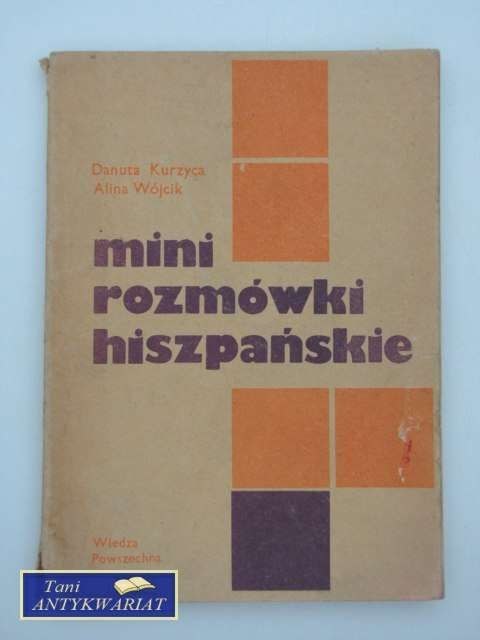 Danuta Kurzyca
Alina Wójcik
mini
rozmówki
hiszpańskie
Wiedza
Powszechna
Tani
ANTYKWARIAT